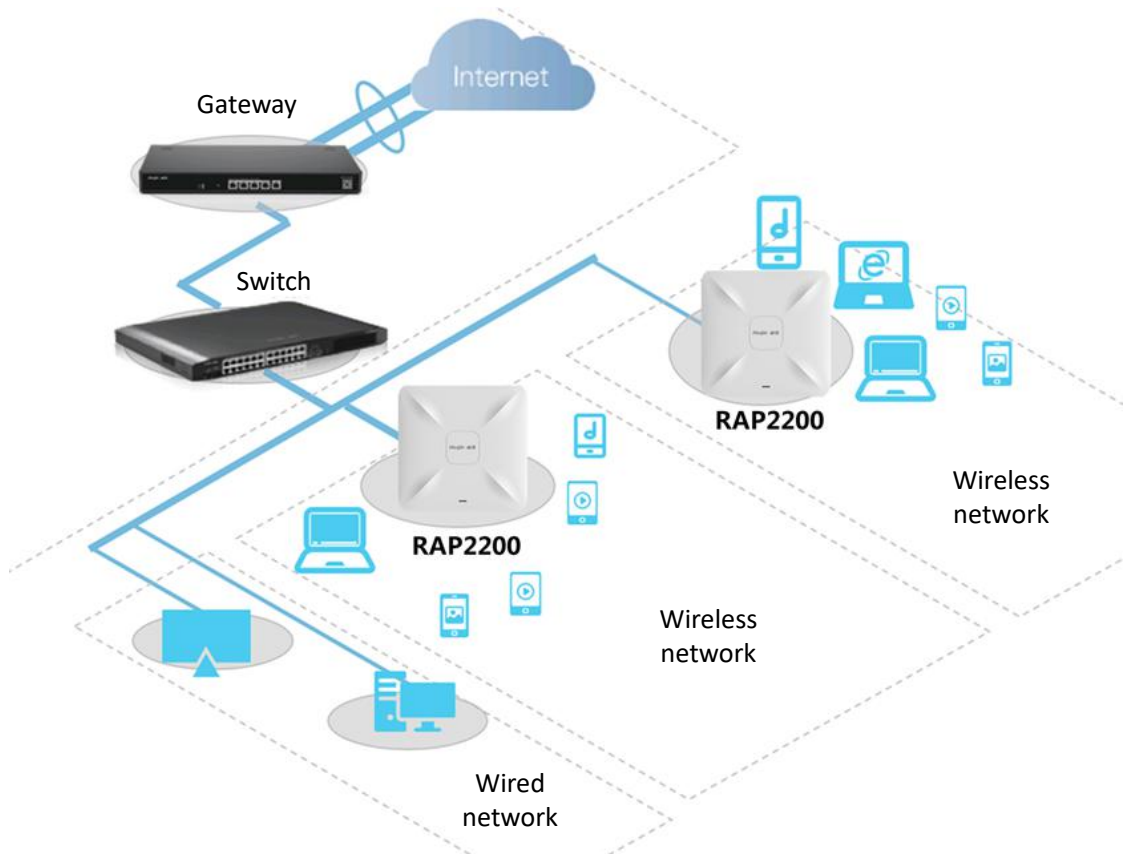 Internet
Gateway
Switch
RAP2200
RAP2200
Wireless
network
Wireless
network
Wired
network